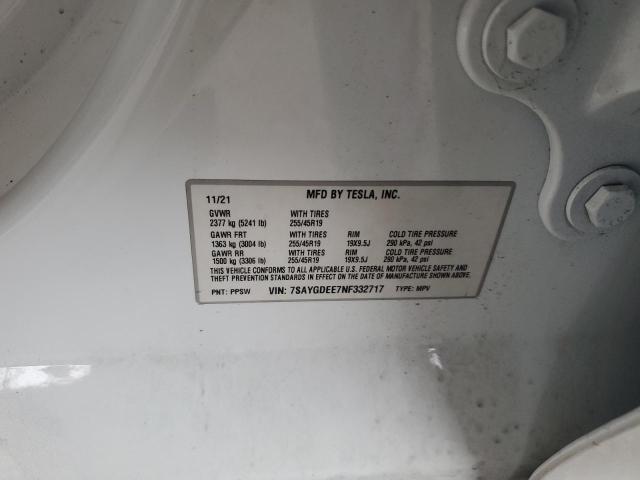 11/21 MFD BY TESLA, INC.
GVWR WITH TIRES
2377 kg (5241 lb) 255/45R19
GAWR FRT WITH TIRES RIM COLD TIRE PRESSURE
1363 kg (3004 lb) 255/45R19 19X9.5J 290 kPa, 42 psi
GAWR RR WITH TIRES RIM COLD TIRE PRESSURE
1500 kg (3306 lb) 255/45R19 19X9.5J 290 kPa, 42 psi
THIS VEHICLE CONFORMS TO ALL APPLICABLE U.S. FEDERAL MOTOR VEHICLE SAFETY AND
THEFT PREVENTION STANDARDS IN EFFECT ON THE DATE OF MANUFACTURE SHOWN ABOVE.
PNT: PPSW VIN: 7SAYGDEE7NF332717 TYPE: MPV